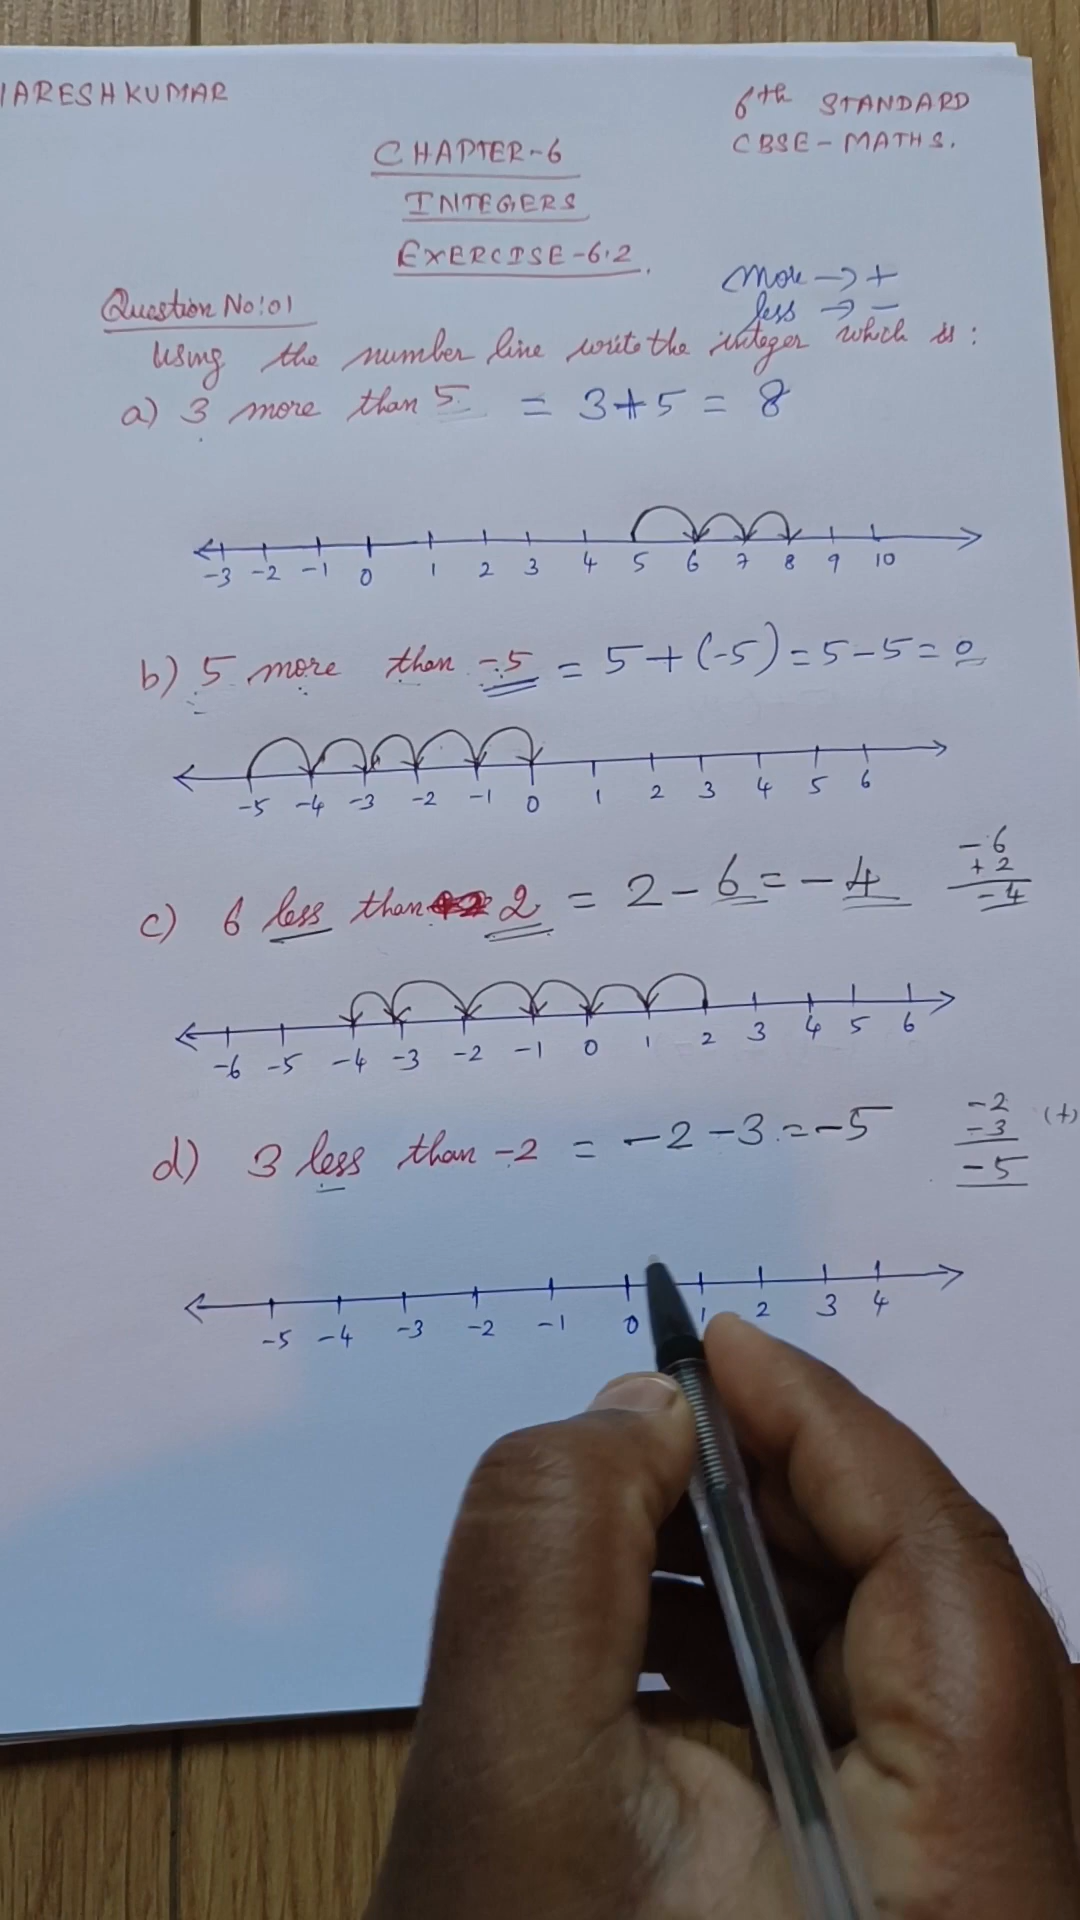 IARESHKUMAR
6th STANDARD
CBSE - MATHS.
CHAPTER-6
INTEGERS
EXERCISE-6.2.
more → +
less → -
Question No:01
Using the number line write the integer which is:
a) 3 more than 5 = 3+5 = 8
-3 -2 -1 0 1 2 3 4 5 6 7 8 9 10
b) 5 more than -5 = 5+(-5) = 5-5 = 0
-5 -4 -3 -2 -1 0 1 2 3 4 5 6
c) 6 less than 2 = 2-6 = -4
-6
+2
-4
-6 -5 -4 -3 -2 -1 0 1 2 3 4 5 6
d) 3 less than -2 = -2-3 = -5
-2
-3 (+)
-5
-5 -4 -3 -2 -1 0 1 2 3 4